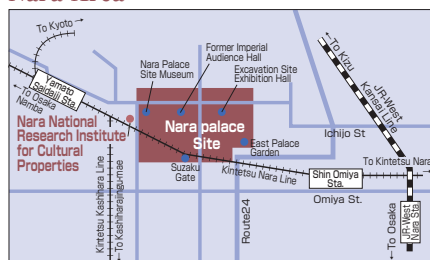 ←To Kyoto
Former Imperial
Audience Hall
Nara Palace
Site Museum
Excavation Site
Exhibition Hall
←To Kizu
JR-West
Kansai Line
Yamato
Saidaiji Sta.
←To Osaka
Namba
Nara National
Research Institute
for Cultural
Properties
Nara palace
Site
Ichijo St
East Palace
Garden
Suzaku
Gate
Kintetsu Nara Line
To Kintetsu Nara
Shin Omiya
Sta.
Omiya St.
Kintetsu Kashihara Line
←To Kashiharajingu-mae
Route24
←To Osaka
JR-West
Nara Sta.